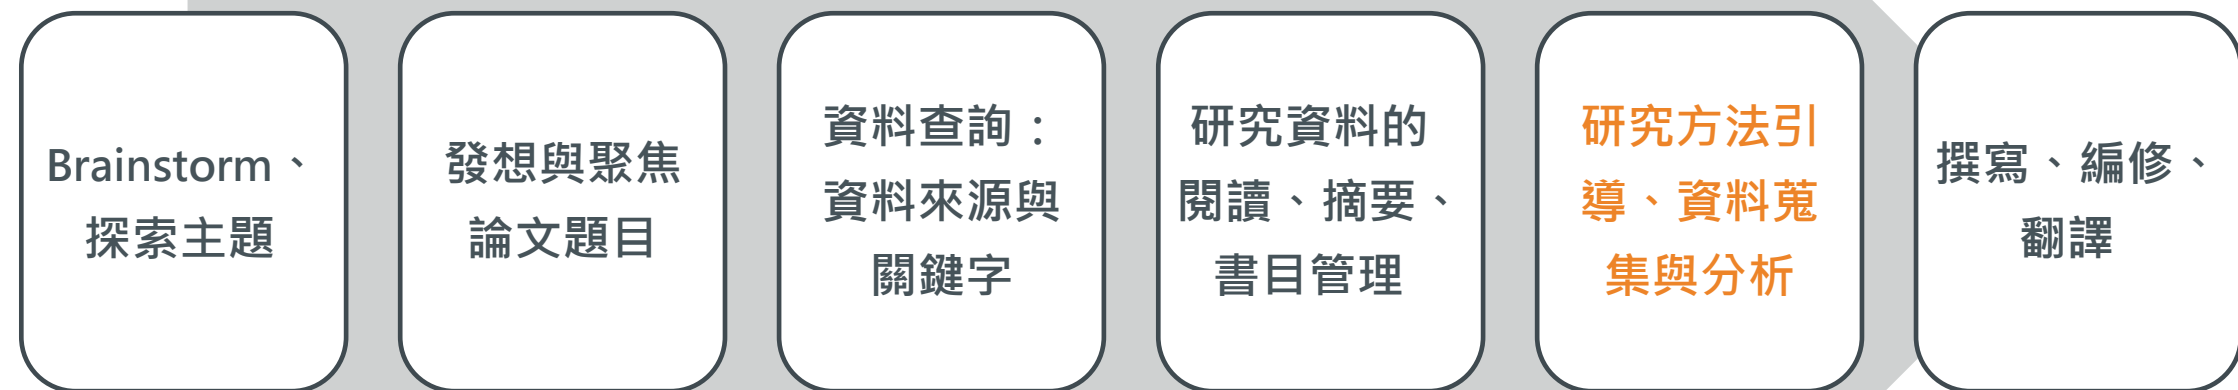 Brainstorm、
探索主題
發想與聚焦
論文題目
資料查詢：
資料來源與
關鍵字
研究資料的
閱讀、摘要、
書目管理
研究方法引
導、資料蒐
集與分析
撰寫、編修、
翻譯